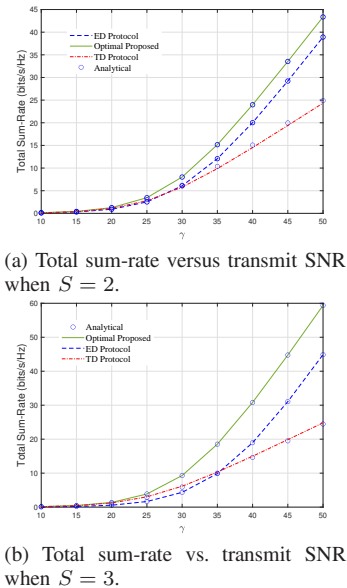 45
40
35
30
25
20
15
10
5
0
Total Sum-Rate (bits/s/Hz)
ED Protocol
Optimal Proposed
TD Protocol
Analytical
10 15 20 25 30 35 40 45 50
γ
(a) Total sum-rate versus transmit SNR
when S = 2.
60
50
40
30
20
10
0
Total Sum-Rate (bits/s/Hz)
Analytical
Optimal Proposed
ED Protocol
TD Protocol
10 15 20 25 30 35 40 45 50
γ
(b) Total sum-rate vs. transmit SNR
when S = 3.